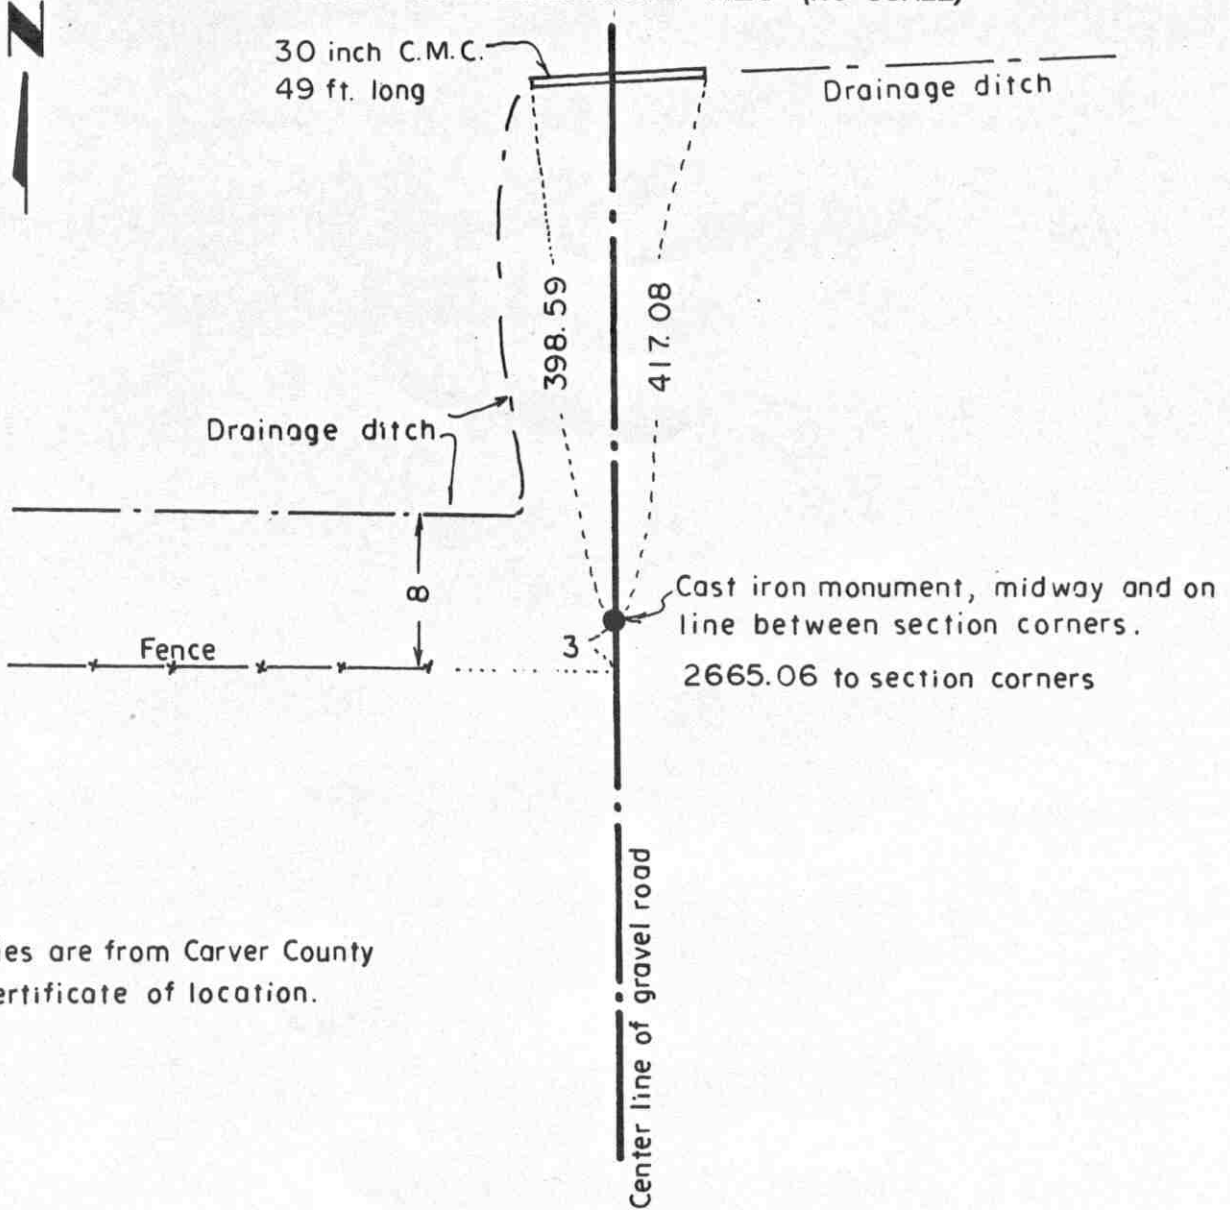 N
30 inch C.M.C.
49 ft. long
Drainage ditch
398.59
417.08
Drainage ditch
8
Fence
3
Cast iron monument, midway and on
line between section corners.
2665.06 to section corners
Center line of gravel road
es are from Carver County
ertificate of location.